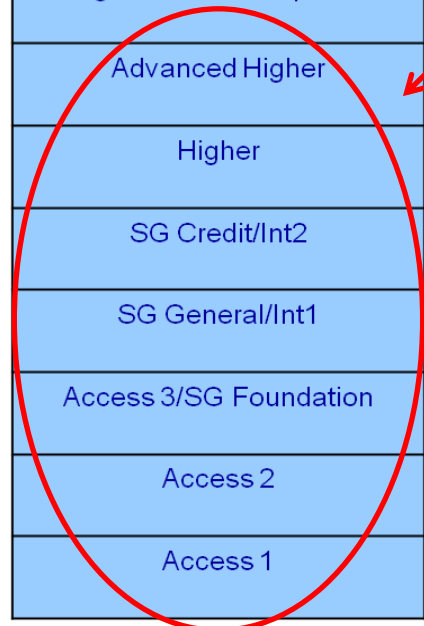 Advanced Higher
Higher
SG Credit/Int2
SG General/Int1
Access 3/SG Foundation
Access 2
Access 1